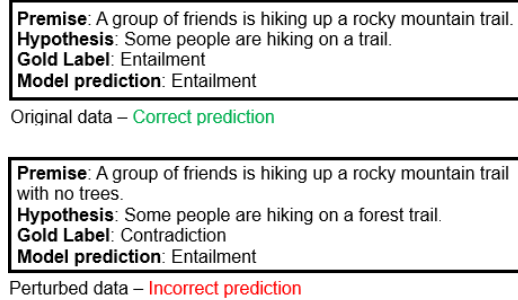 Premise: A group of friends is hiking up a rocky mountain trail.
Hypothesis: Some people are hiking on a trail.
Gold Label: Entailment
Model prediction: Entailment
Original data – Correct prediction
Premise: A group of friends is hiking up a rocky mountain trail
with no trees.
Hypothesis: Some people are hiking on a forest trail.
Gold Label: Contradiction
Model prediction: Entailment
Perturbed data – Incorrect prediction